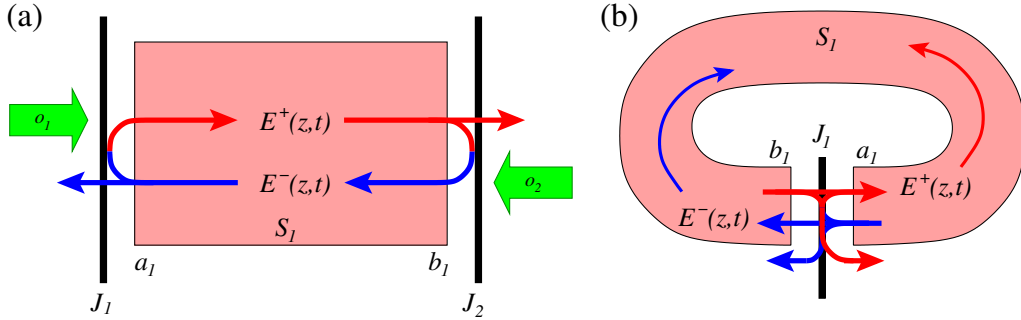 (a)
o₁
E⁺(z,t)
E⁻(z,t)
o₂
S₁
a₁
b₁
J₁
J₂
(b)
S₁
J₁
b₁
a₁
E⁺(z,t)
E⁻(z,t)